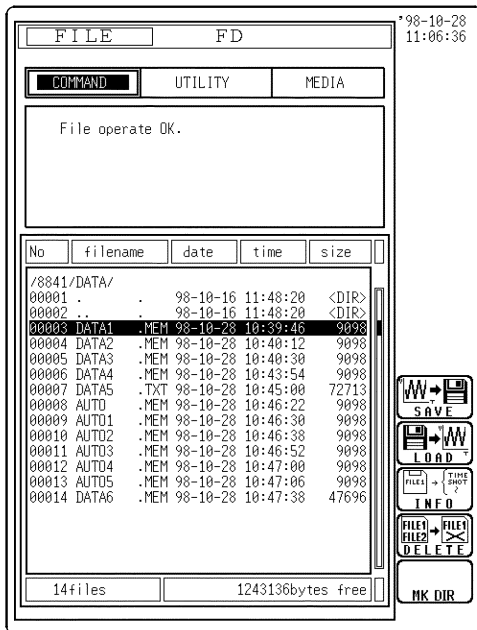 '98-10-28
11:06:36
FILE FD
COMMAND UTILITY MEDIA
File operate OK.
No filename date time size
/8841/DATA/
00001 . . 98-10-16 11:48:20 <DIR>
00002 .. . 98-10-16 11:48:20 <DIR>
00003 DATA1 .MEM 98-10-28 10:39:46 9098
00004 DATA2 .MEM 98-10-28 10:40:12 9098
00005 DATA3 .MEM 98-10-28 10:40:30 9098
00006 DATA4 .MEM 98-10-28 10:43:54 9098
00007 DATA5 .TXT 98-10-28 10:45:00 72713
00008 AUTO .MEM 98-10-28 10:46:22 9098
00009 AUTO1 .MEM 98-10-28 10:46:30 9098
00010 AUTO2 .MEM 98-10-28 10:46:38 9098
00011 AUTO3 .MEM 98-10-28 10:46:52 9098
00012 AUTO4 .MEM 98-10-28 10:47:00 9098
00013 AUTO5 .MEM 98-10-28 10:47:06 9098
00014 DATA6 .MEM 98-10-28 10:47:38 47696
14files 1243136bytes free
SAVE
LOAD
FILE1 FILE2 TIME SHOT
INFO
FILE1 FILE2 FILE1
DELETE
MK DIR